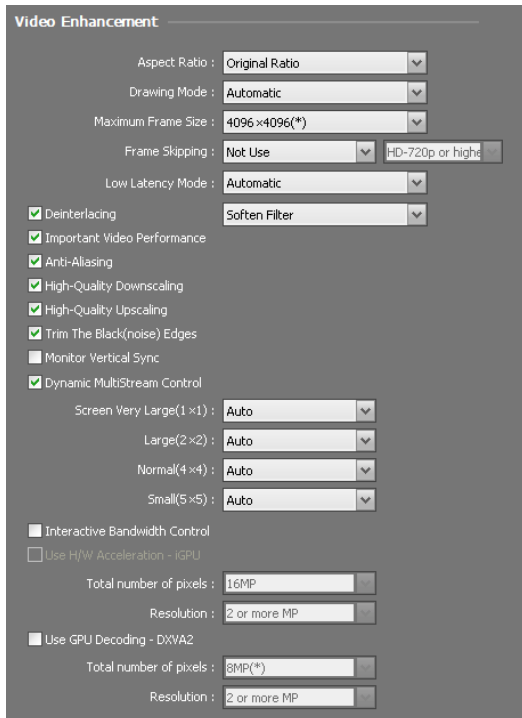 Video Enhancement
Aspect Ratio : Original Ratio
Drawing Mode : Automatic
Maximum Frame Size : 4096×4096(*)
Frame Skipping : Not Use HD-720p or highe
Low Latency Mode : Automatic
Deinterlacing Soften Filter
Important Video Performance
Anti-Aliasing
High-Quality Downscaling
High-Quality Upscaling
Trim The Black(noise) Edges
Monitor Vertical Sync
Dynamic MultiStream Control
Screen Very Large(1×1) : Auto
Large(2×2) : Auto
Normal(4×4) : Auto
Small(5×5) : Auto
Interactive Bandwidth Control
Use H/W Acceleration - iGPU
Total number of pixels : 16MP
Resolution : 2 or more MP
Use GPU Decoding - DXVA2
Total number of pixels : 8MP(*)
Resolution : 2 or more MP